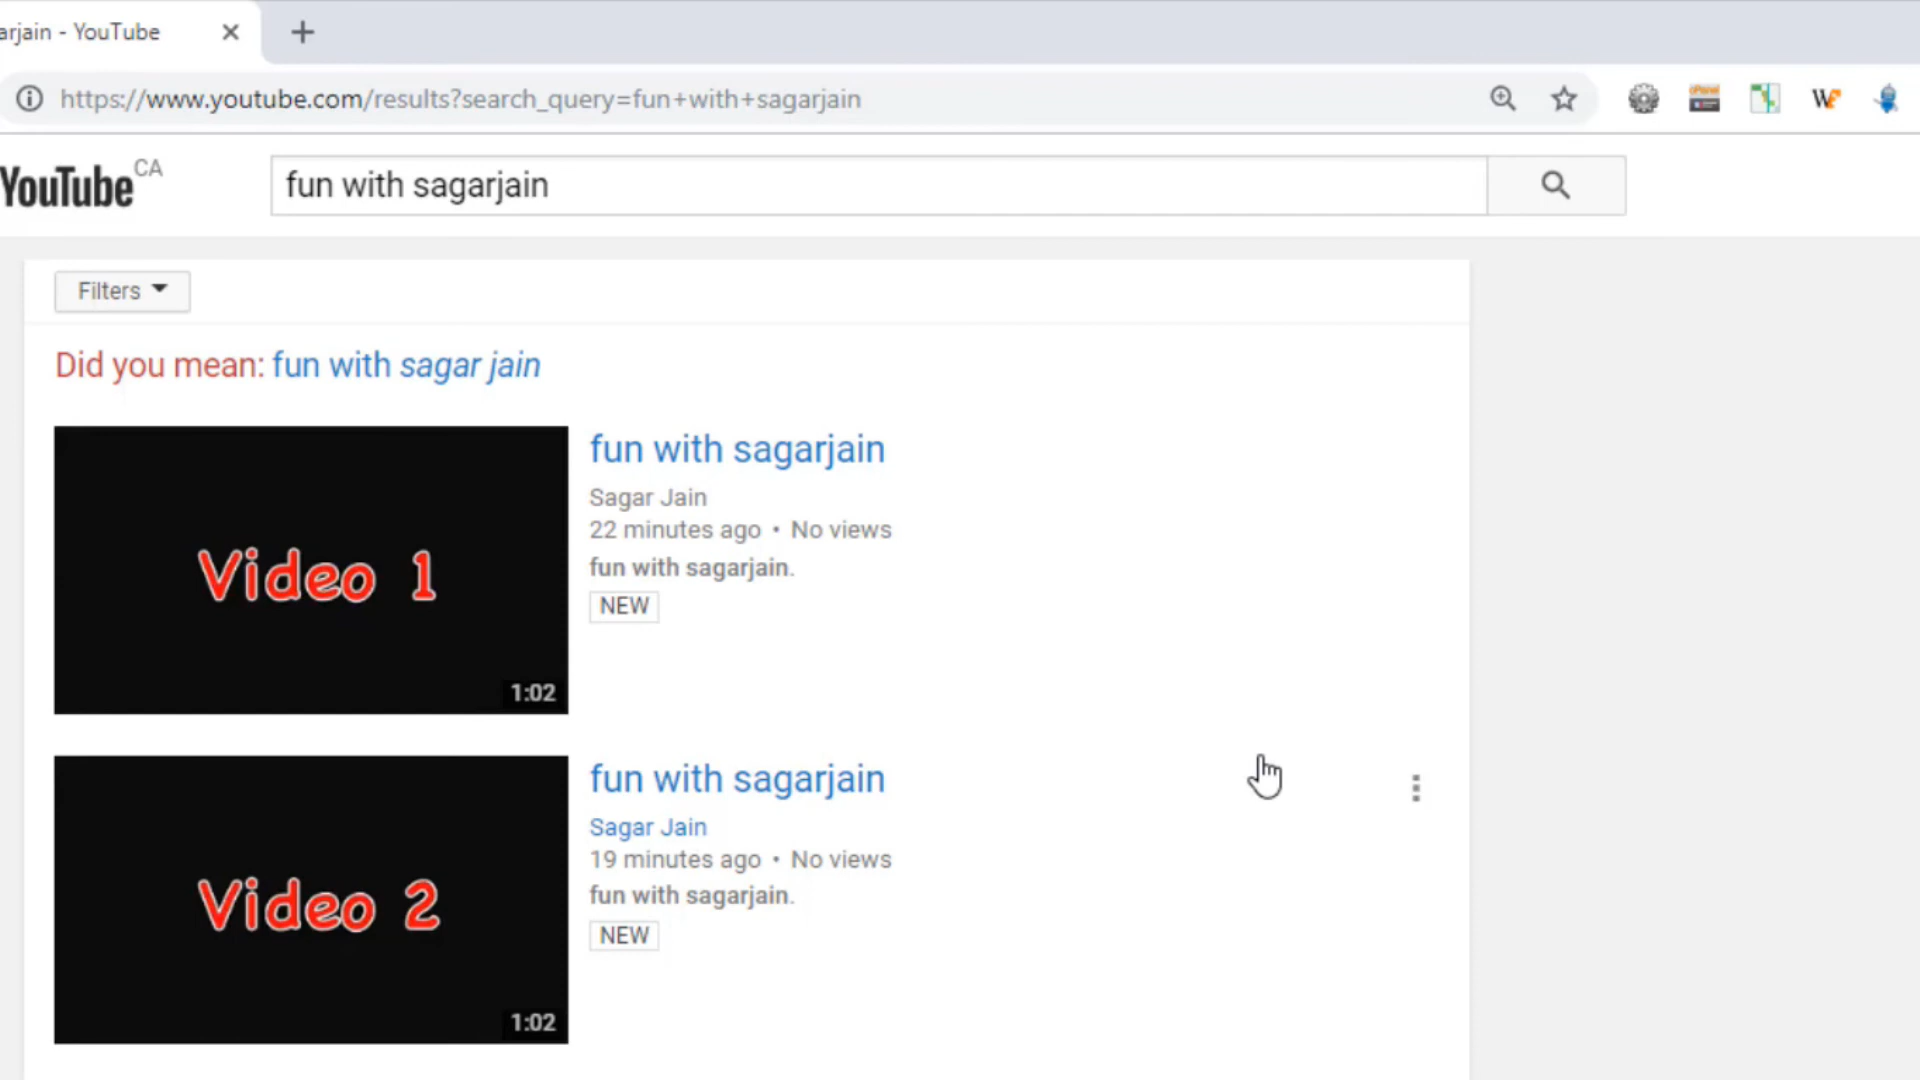 arjain - YouTube
https://www.youtube.com/results?search_query=fun+with+sagarjain
YouTube CA
fun with sagarjain
Filters
Did you mean: fun with sagar jain
fun with sagarjain
Sagar Jain
22 minutes ago • No views
fun with sagarjain.
NEW
Video 1
1:02
fun with sagarjain
Sagar Jain
19 minutes ago • No views
fun with sagarjain.
NEW
Video 2
1:02